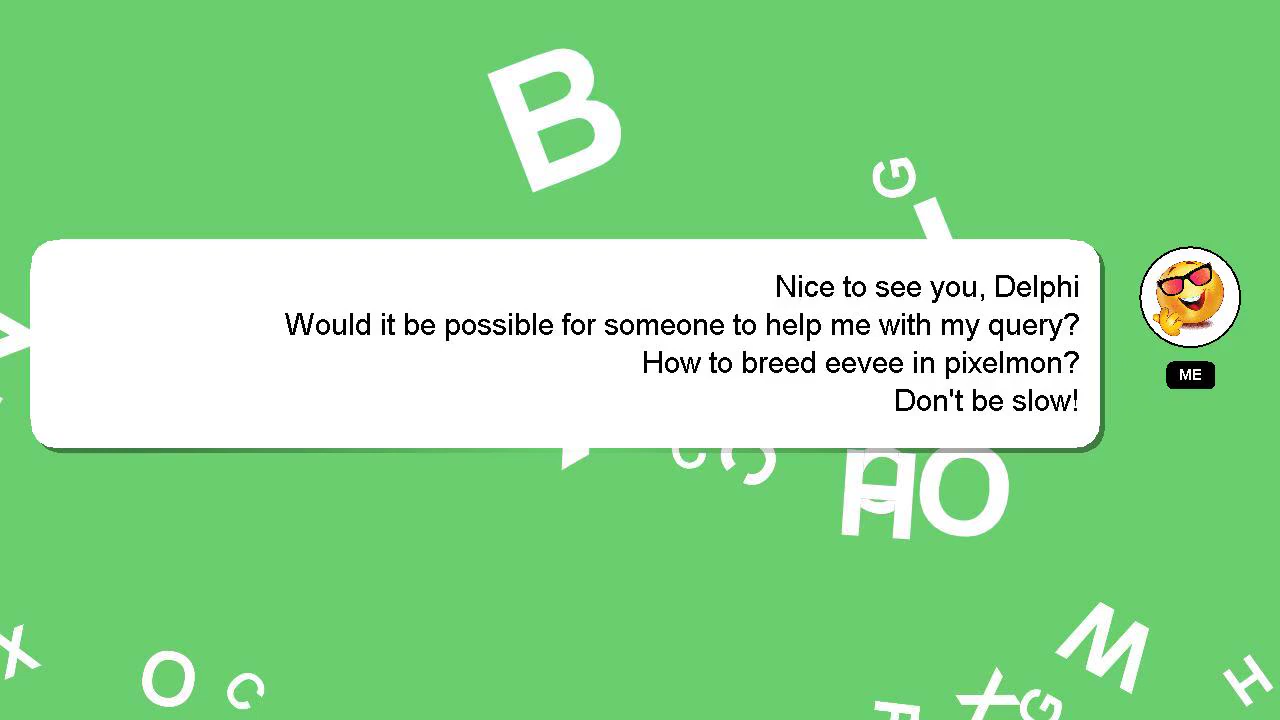 B
G
Nice to see you, Delphi
Would it be possible for someone to help me with my query?
How to breed eevee in pixelmon?
Don't be slow!
ME
C
C
H
O
X
O
C
M
H
X
G